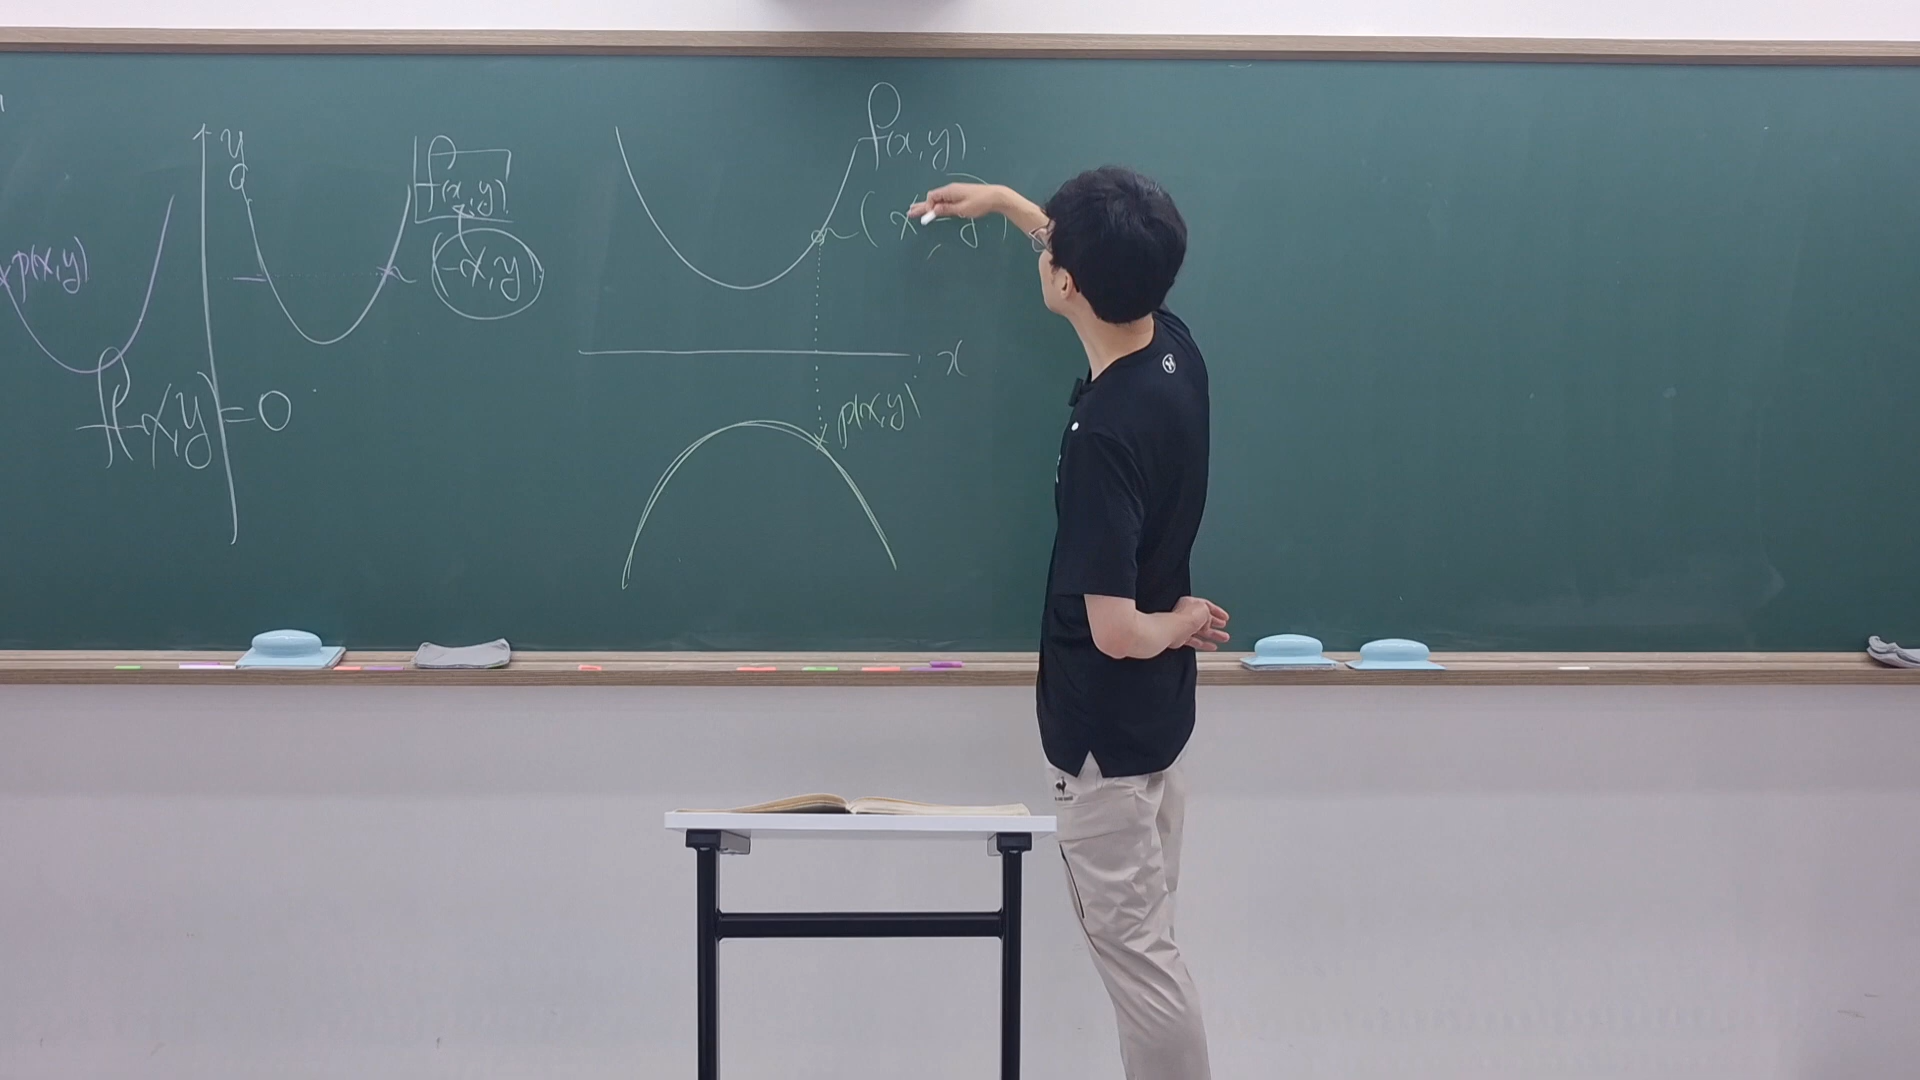 p(x,y)
y
f(x,y)
(-x,y)
f(-x,y)=0
f(x,y)
(x,-y)
x
p(x,y)